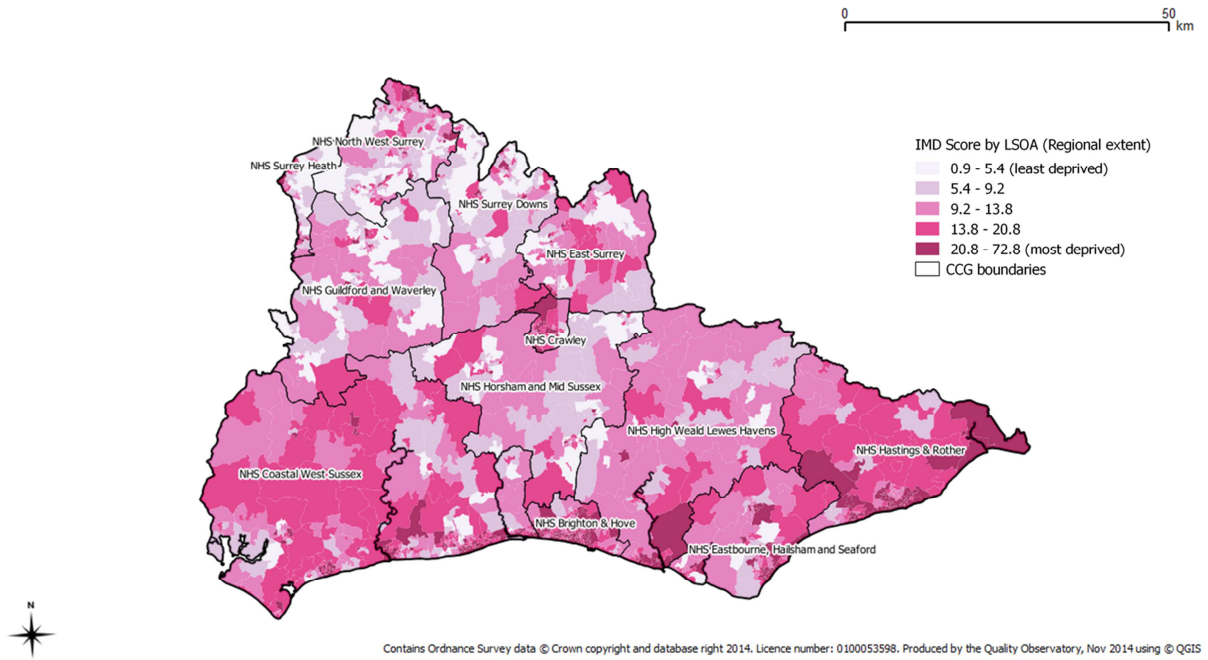 0 50
km
NHS North West Surrey
NHS Surrey Heath
NHS Surrey Downs
NHS East Surrey
NHS Guildford and Waverley
NHS Crawley
NHS Horsham and Mid Sussex
NHS High Weald Lewes Havens
NHS Hastings & Rother
NHS Coastal West Sussex
NHS Brighton & Hove
NHS Eastbourne, Hailsham and Seaford
IMD Score by LSOA (Regional extent)
0.9 - 5.4 (least deprived)
5.4 - 9.2
9.2 - 13.8
13.8 - 20.8
20.8 - 72.8 (most deprived)
CCG boundaries
N
Contains Ordnance Survey data © Crown copyright and database right 2014. Licence number: 0100053598. Produced by the Quality Observatory, Nov 2014 using © QGIS